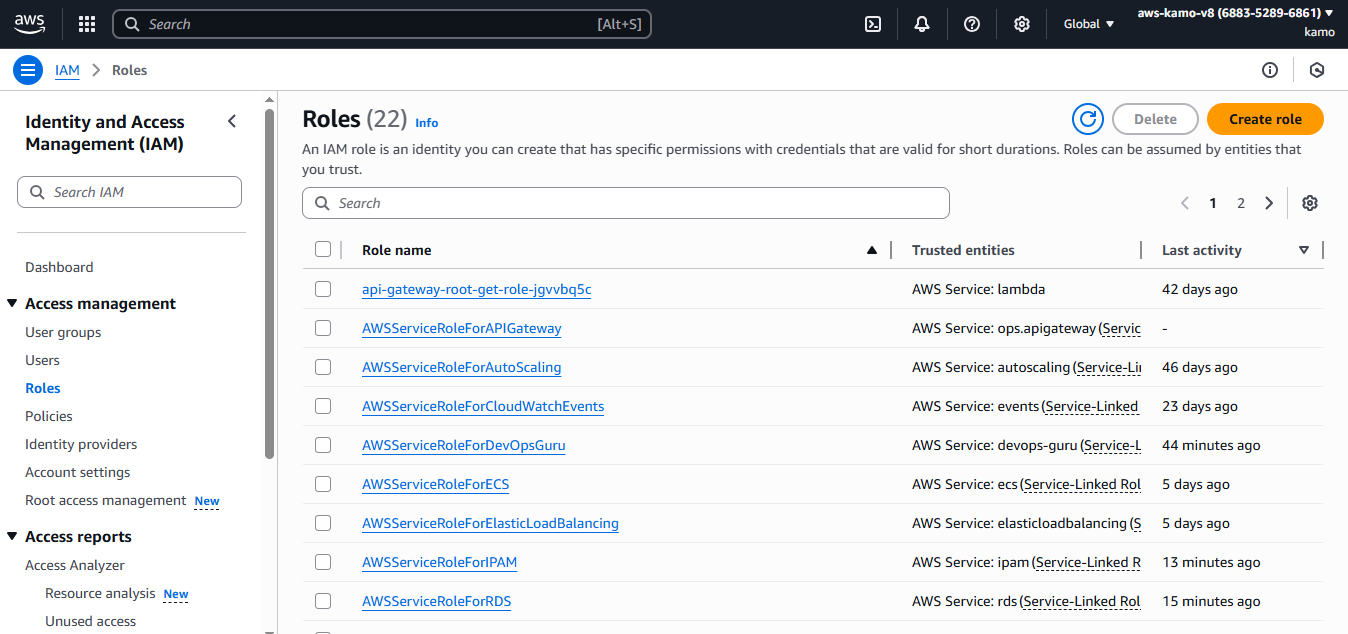 aws
Search [Alt+S]
Global
aws-kamo-v8 (6883-5289-6861)
kamo
IAM
Roles
Identity and Access
Management (IAM)
Search IAM
Dashboard
Access management
User groups
Users
Roles
Policies
Identity providers
Account settings
Root access management New
Access reports
Access Analyzer
Resource analysis New
Unused access
Roles (22) Info
Delete
Create role
An IAM role is an identity you can create that has specific permissions with credentials that are valid for short durations. Roles can be assumed by entities that
you trust.
Search
1 2
Role name Trusted entities Last activity
api-gateway-root-get-role-jgvvbq5c AWS Service: lambda 42 days ago
AWSServiceRoleForAPIGateway AWS Service: ops.apigateway (Servic -
AWSServiceRoleForAutoScaling AWS Service: autoscaling (Service-Li 46 days ago
AWSServiceRoleForCloudWatchEvents AWS Service: events (Service-Linked 23 days ago
AWSServiceRoleForDevOpsGuru AWS Service: devops-guru (Service-L 44 minutes ago
AWSServiceRoleForECS AWS Service: ecs (Service-Linked Rol 5 days ago
AWSServiceRoleForElasticLoadBalancing AWS Service: elasticloadbalancing (S 5 days ago
AWSServiceRoleForIPAM AWS Service: ipam (Service-Linked R 13 minutes ago
AWSServiceRoleForRDS AWS Service: rds (Service-Linked Rol 15 minutes ago